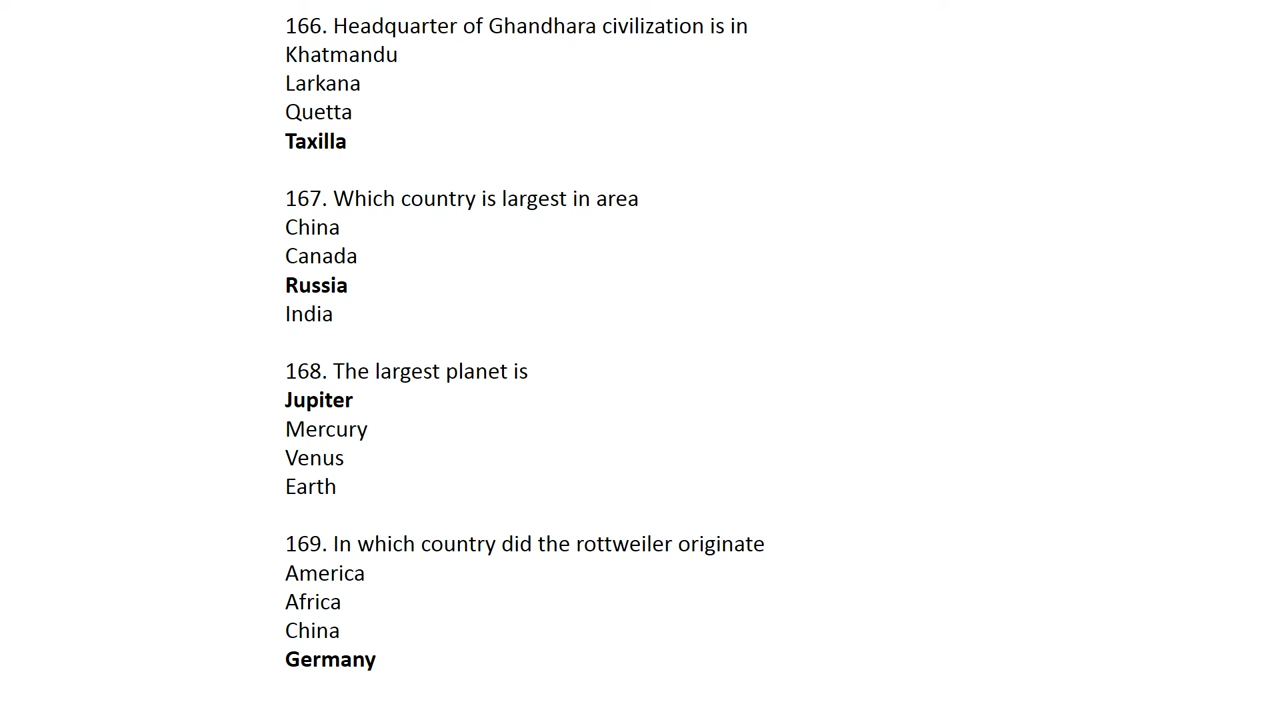 166. Headquarter of Ghandhara civilization is in
Khatmandu
Larkana
Quetta
Taxilla
167. Which country is largest in area
China
Canada
Russia
India
168. The largest planet is
Jupiter
Mercury
Venus
Earth
169. In which country did the rottweiler originate
America
Africa
China
Germany